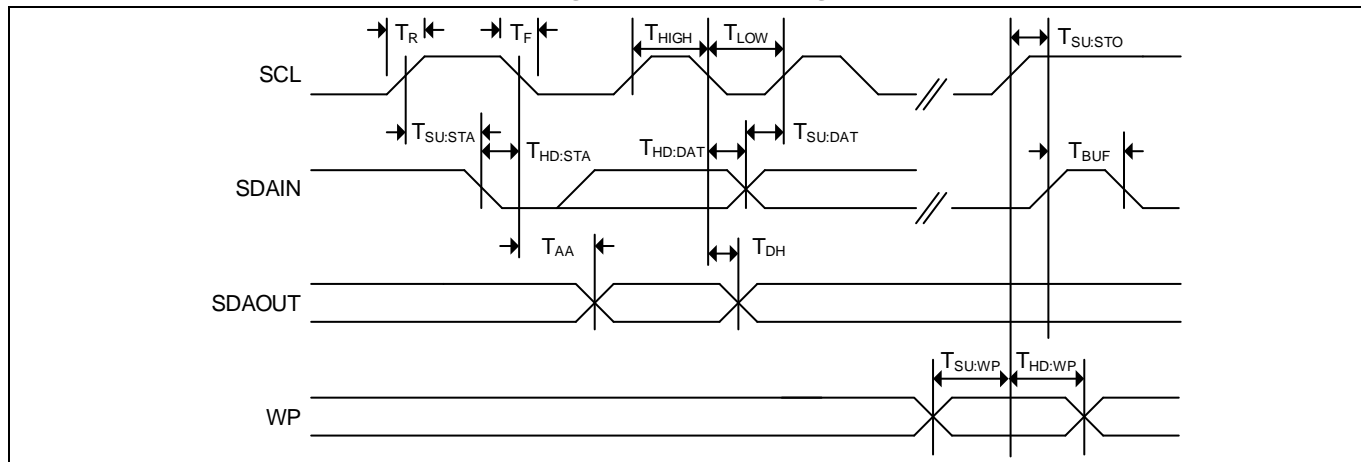 T_R T_F T_HIGH T_LOW T_SU:STO
SCL
T_SU:STA T_HD:STA T_HD:DAT T_SU:DAT T_BUF
SDAIN
T_AA T_DH
SDAOUT
T_SU:WP T_HD:WP
WP